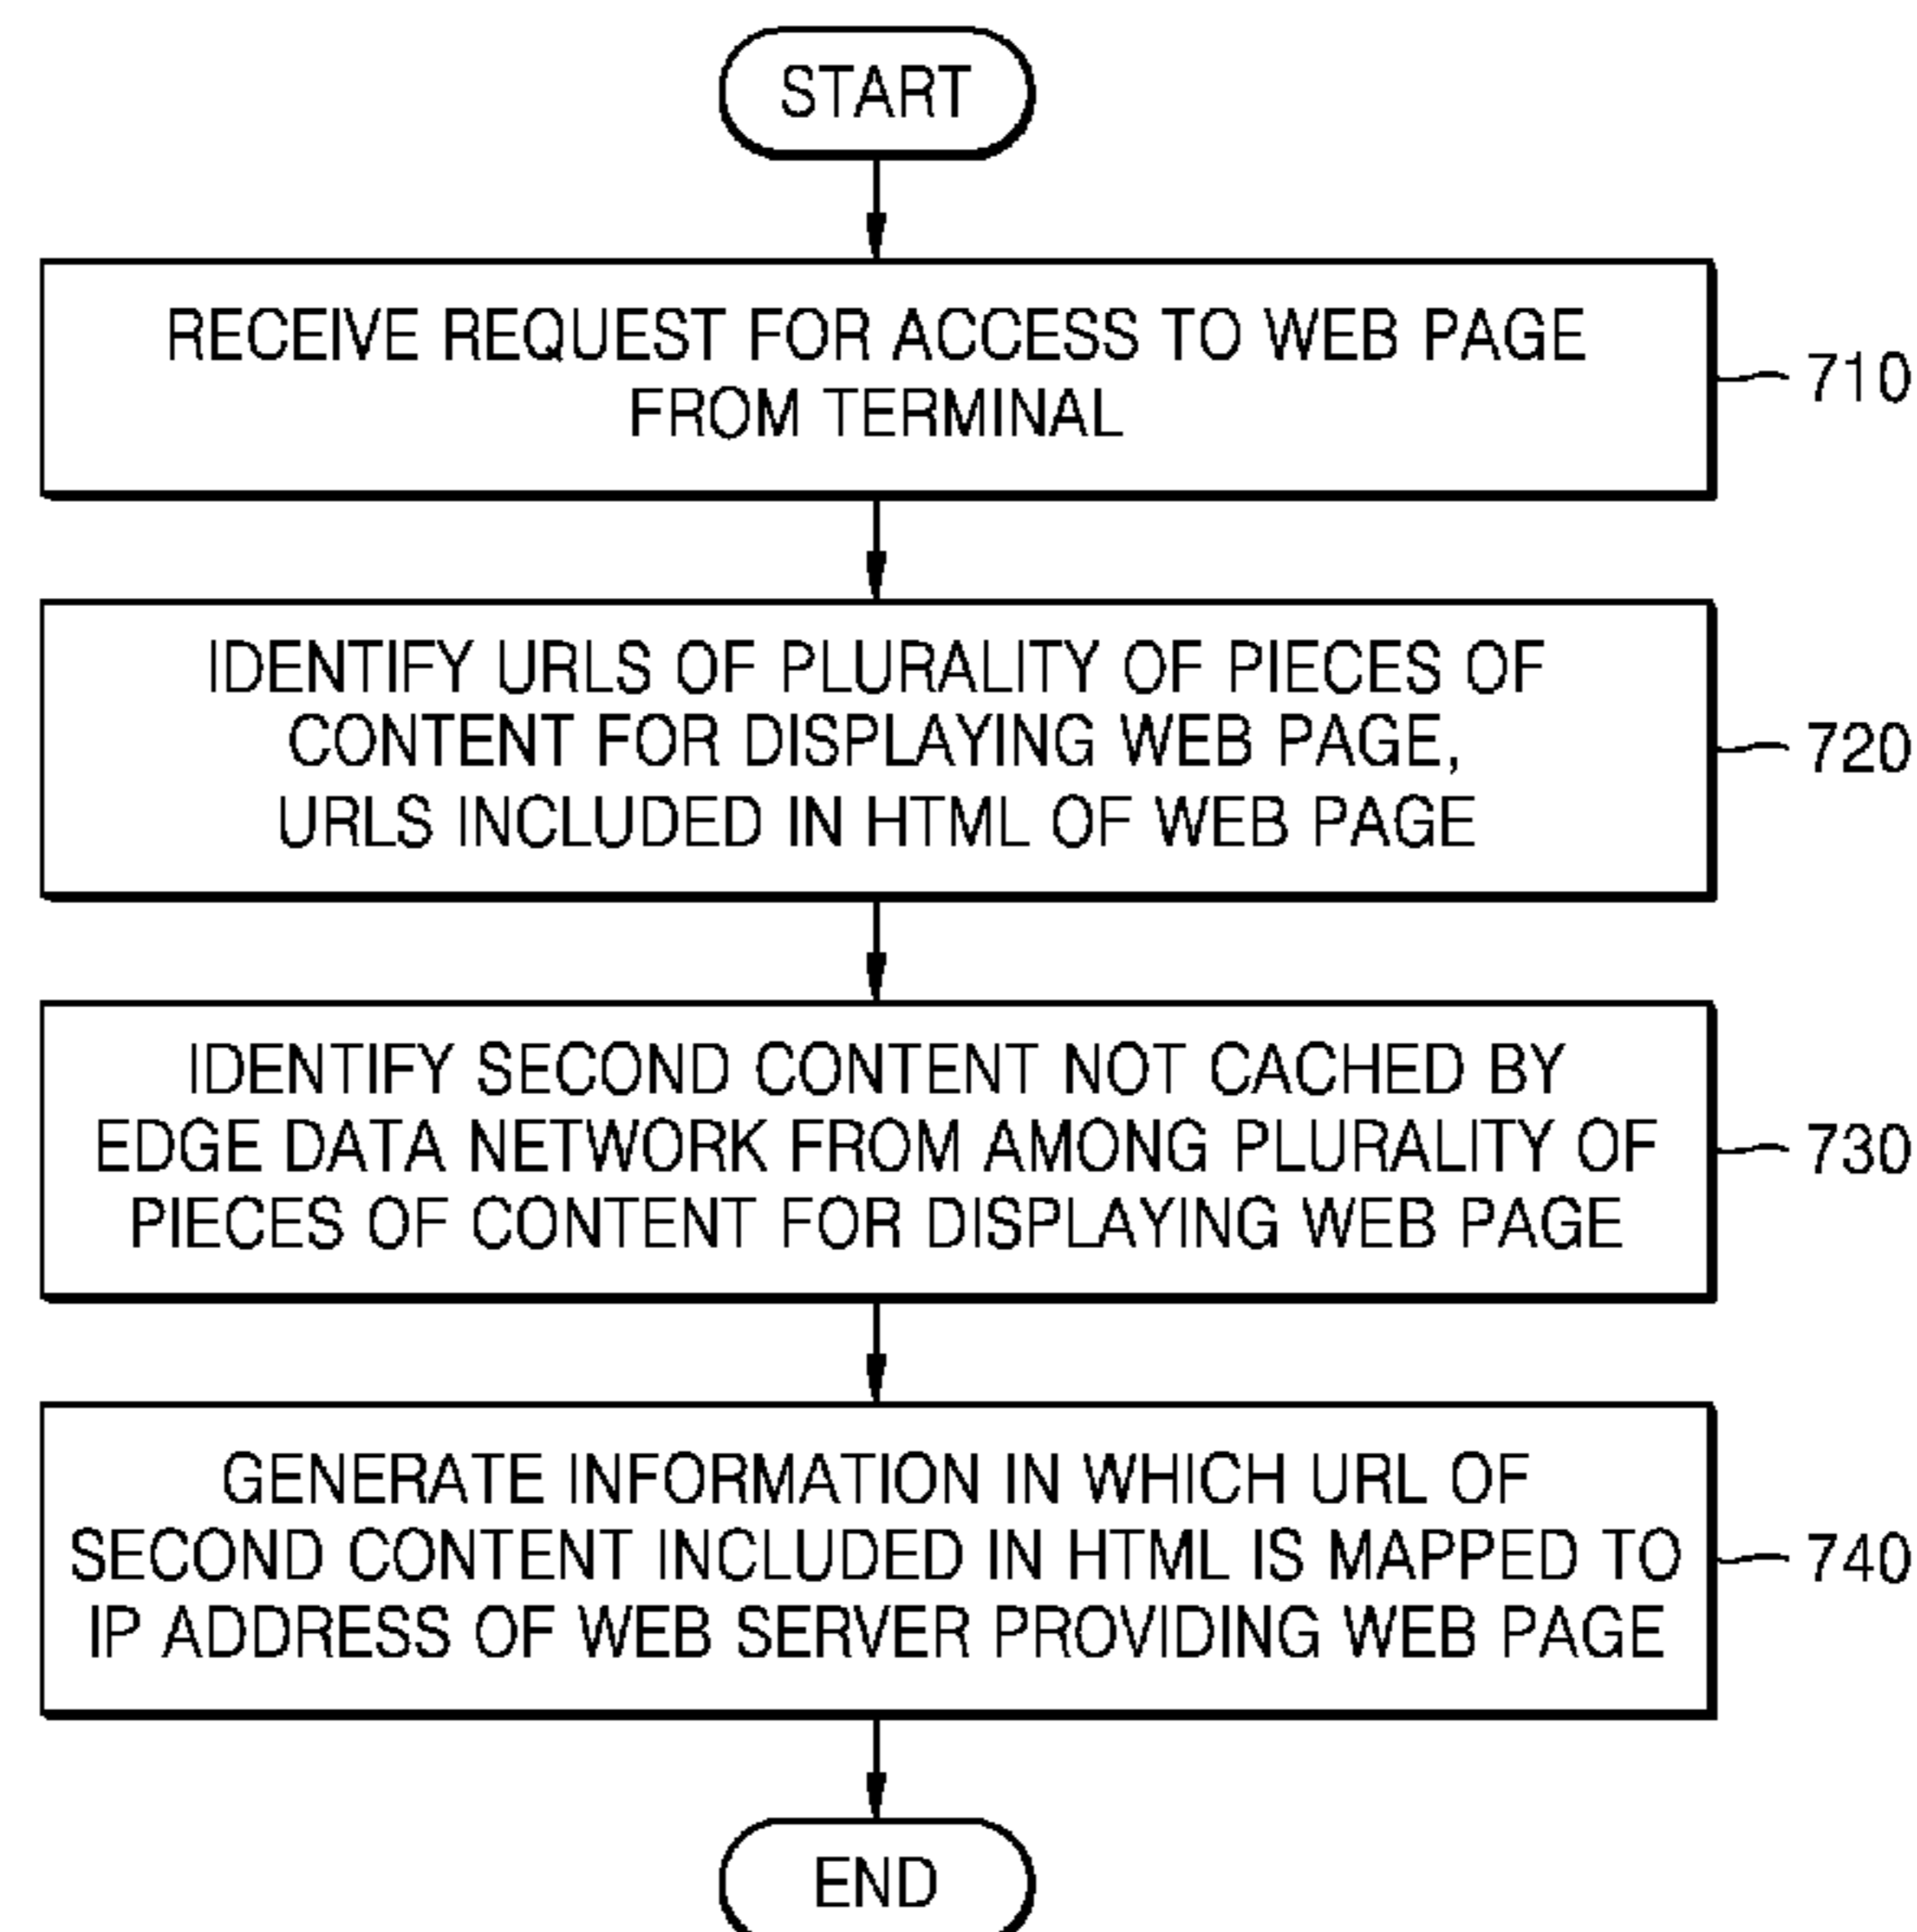 START
RECEIVE REQUEST FOR ACCESS TO WEB PAGE
FROM TERMINAL
710
IDENTIFY URLS OF PLURALITY OF PIECES OF
CONTENT FOR DISPLAYING WEB PAGE,
URLS INCLUDED IN HTML OF WEB PAGE
720
IDENTIFY SECOND CONTENT NOT CACHED BY
EDGE DATA NETWORK FROM AMONG PLURALITY OF
PIECES OF CONTENT FOR DISPLAYING WEB PAGE
730
GENERATE INFORMATION IN WHICH URL OF
SECOND CONTENT INCLUDED IN HTML IS MAPPED TO
IP ADDRESS OF WEB SERVER PROVIDING WEB PAGE
740
END